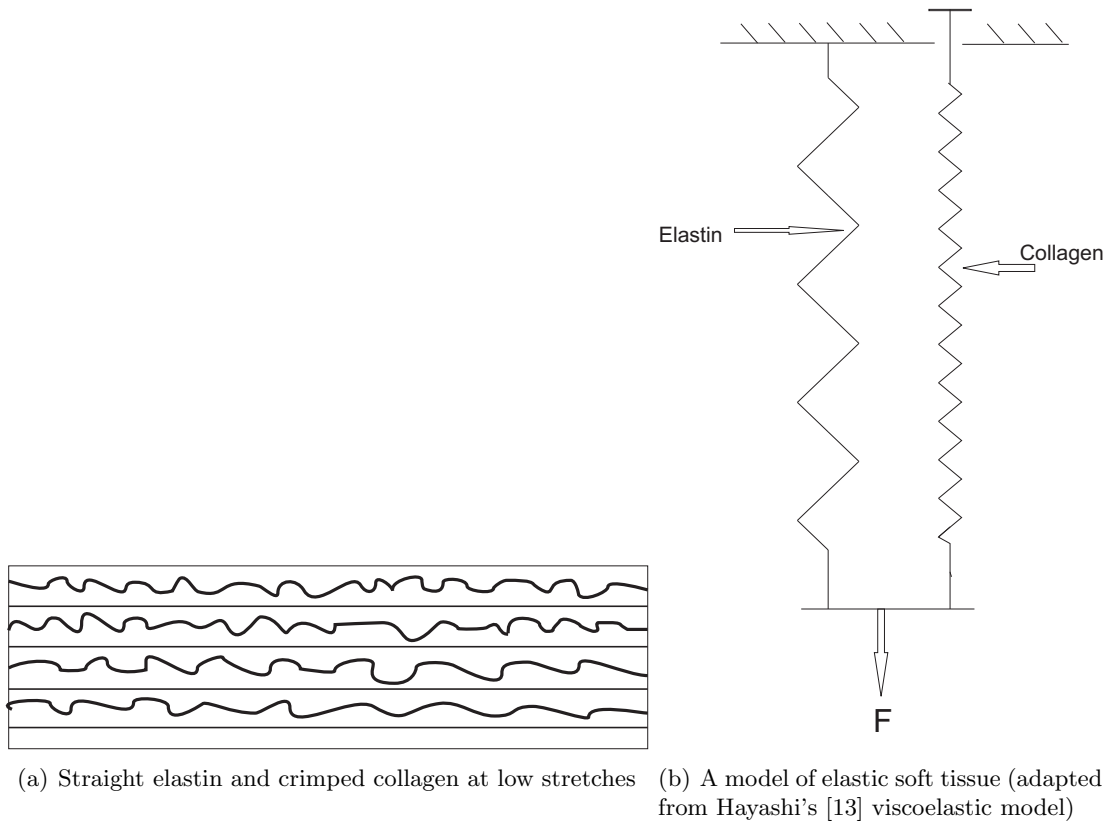 Elastin
Collagen
F
(a) Straight elastin and crimped collagen at low stretches
(b) A model of elastic soft tissue (adapted
from Hayashi's [13] viscoelastic model)